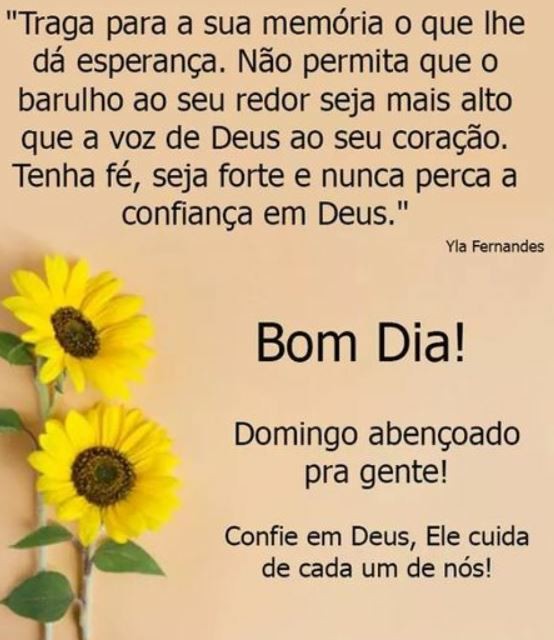 "Traga para a sua memória o que lhe
dá esperança. Não permita que o
barulho ao seu redor seja mais alto
que a voz de Deus ao seu coração.
Tenha fé, seja forte e nunca perca a
confiança em Deus."
Yla Fernandes
Bom Dia!
Domingo abençoado
pra gente!
Confie em Deus, Ele cuida
de cada um de nós!